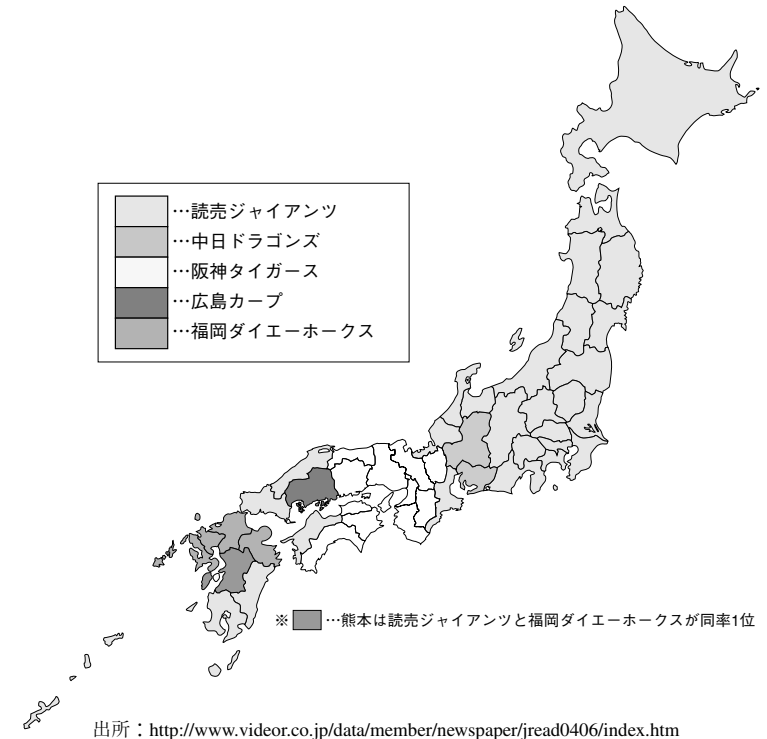 …読売ジャイアンツ
…中日ドラゴンズ
…阪神タイガース
…広島カープ
…福岡ダイエーホークス
※ …熊本は読売ジャイアンツと福岡ダイエーホークスが同率1位
出所：http://www.videor.co.jp/data/member/newspaper/jread0406/index.htm